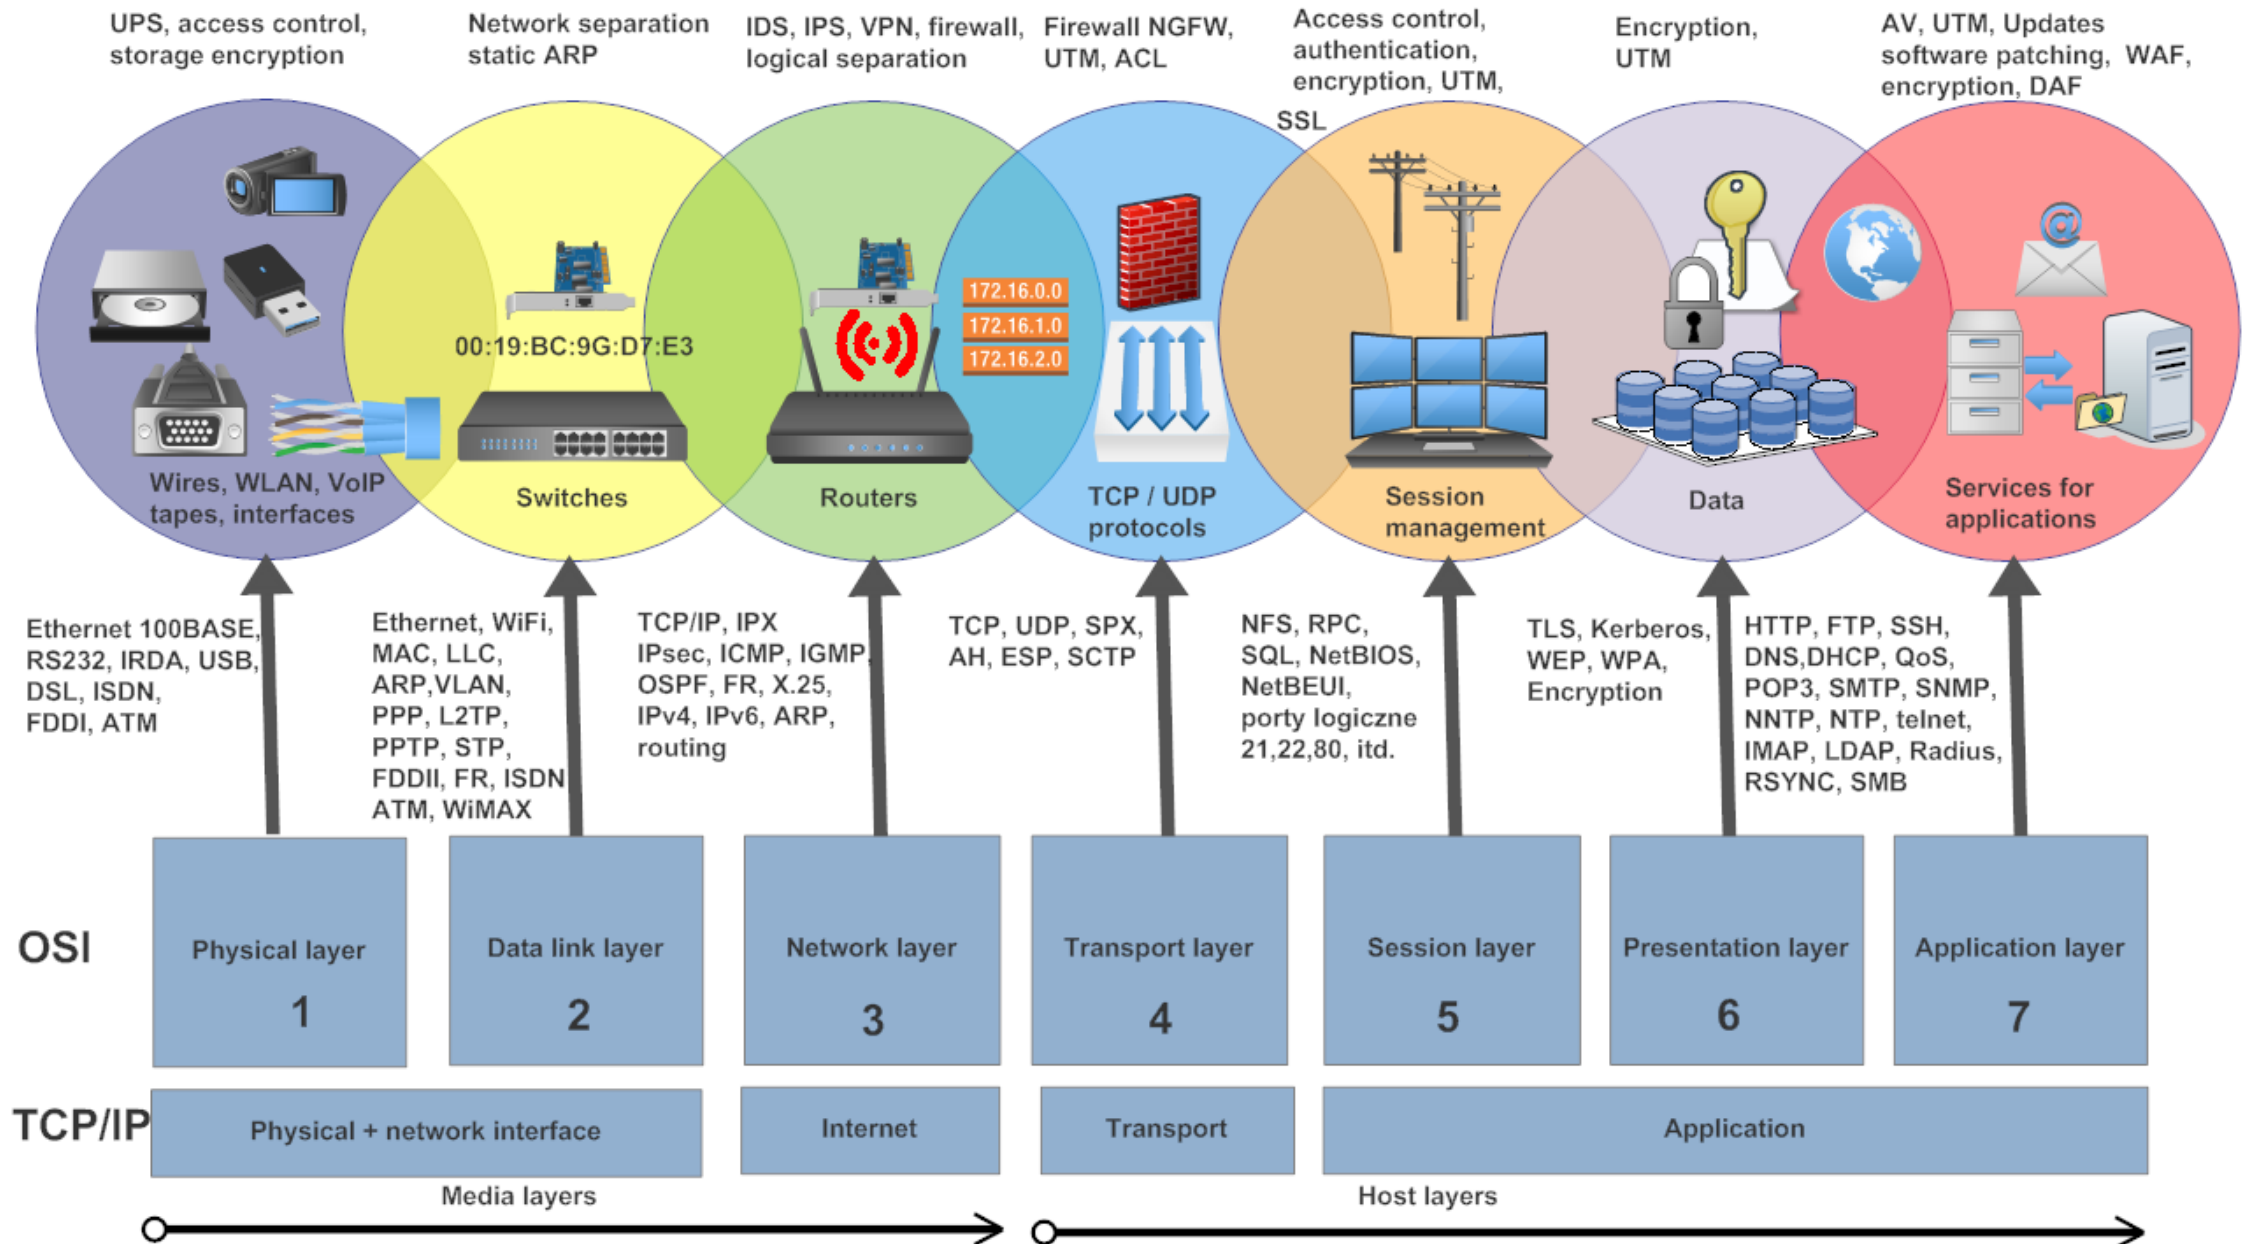 UPS, access control,
storage encryption
Network separation
static ARP
IDS, IPS, VPN, firewall,
logical separation
Firewall NGFW,
UTM, ACL
Access control,
authentication,
encryption, UTM,
SSL
Encryption,
UTM
AV, UTM, Updates
software patching, WAF,
encryption, DAF
00:19:BC:9G:D7:E3
172.16.0.0
172.16.1.0
172.16.2.0
@
Wires, WLAN, VoIP
tapes, interfaces
Switches
Routers
TCP / UDP
protocols
Session
management
Data
Services for
applications
Ethernet 100BASE,
RS232, IRDA, USB,
DSL, ISDN,
FDDI, ATM
Ethernet, WiFi,
MAC, LLC,
ARP,VLAN,
PPP, L2TP,
PPTP, STP,
FDDII, FR, ISDN
ATM, WiMAX
TCP/IP, IPX
IPsec, ICMP, IGMP,
OSPF, FR, X.25,
IPv4, IPv6, ARP,
routing
TCP, UDP, SPX,
AH, ESP, SCTP
NFS, RPC,
SQL, NetBIOS,
NetBEUI,
porty logiczne
21,22,80, itd.
TLS, Kerberos,
WEP, WPA,
Encryption
HTTP, FTP, SSH,
DNS,DHCP, QoS,
POP3, SMTP, SNMP,
NNTP, NTP, telnet,
IMAP, LDAP, Radius,
RSYNC, SMB
OSI
Physical layer
1
Data link layer
2
Network layer
3
Transport layer
4
Session layer
5
Presentation layer
6
Application layer
7
TCP/IP
Physical + network interface
Internet
Transport
Application
Media layers
Host layers